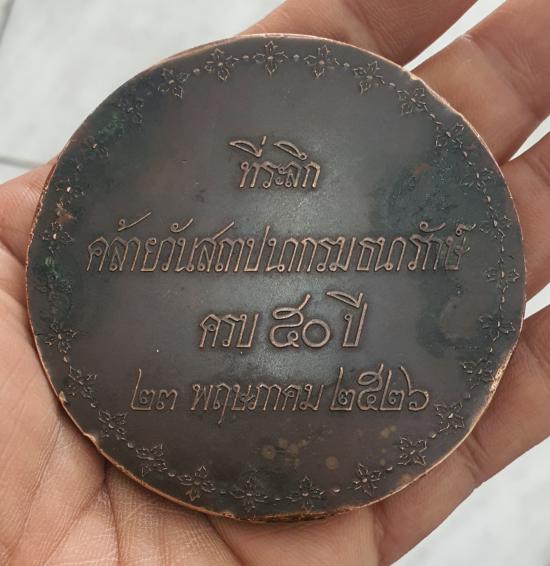 ที่ระลึก
คล้ายวันสถาปนากรมธนารักษ์
ครบ ๕๐ ปี
๒๓ พฤษภาคม ๒๕๒๖